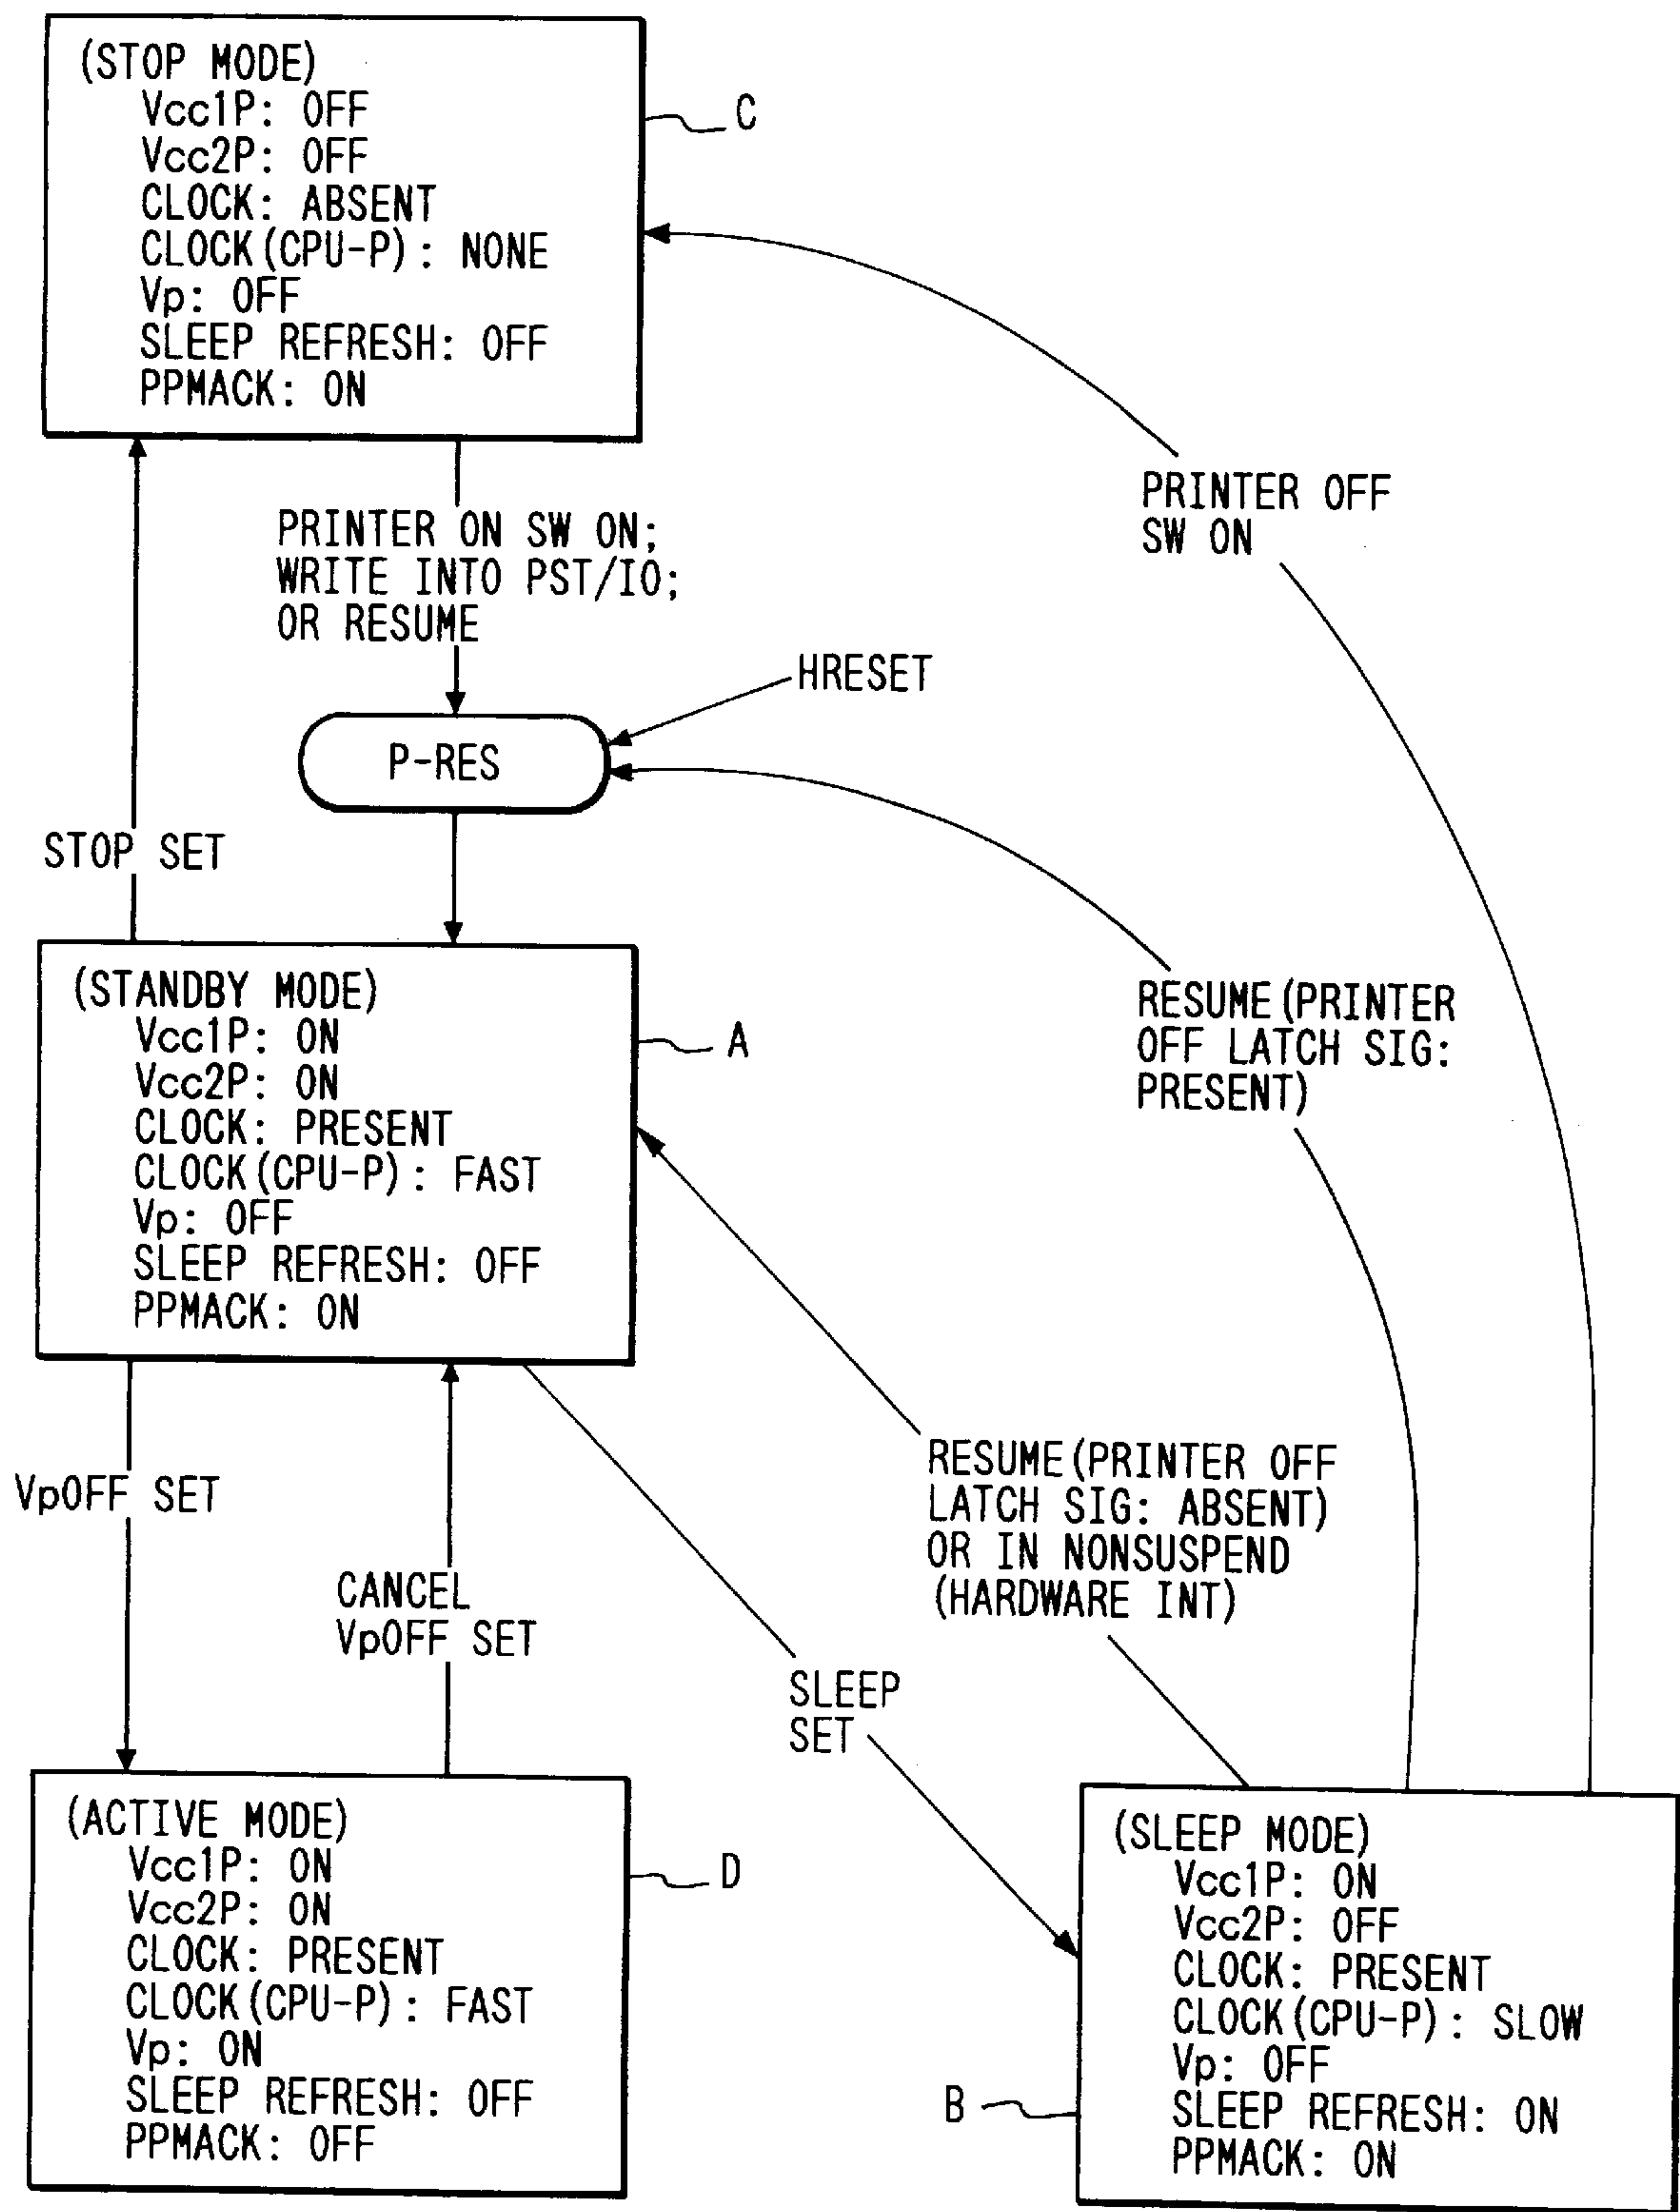 (STOP MODE)
Vcc1P: OFF
Vcc2P: OFF
CLOCK: ABSENT
CLOCK(CPU-P): NONE
Vp: OFF
SLEEP REFRESH: OFF
PPMACK: ON
C
PRINTER OFF
SW ON
PRINTER ON SW ON;
WRITE INTO PST/IO;
OR RESUME
HRESET
P-RES
STOP SET
(STANDBY MODE)
Vcc1P: ON
Vcc2P: ON
CLOCK: PRESENT
CLOCK(CPU-P): FAST
Vp: OFF
SLEEP REFRESH: OFF
PPMACK: ON
A
RESUME(PRINTER
OFF LATCH SIG:
PRESENT)
VpOFF SET
CANCEL
VpOFF SET
RESUME(PRINTER OFF
LATCH SIG: ABSENT)
OR IN NONSUSPEND
(HARDWARE INT)
SLEEP
SET
(ACTIVE MODE)
Vcc1P: ON
Vcc2P: ON
CLOCK: PRESENT
CLOCK(CPU-P): FAST
Vp: ON
SLEEP REFRESH: OFF
PPMACK: OFF
D
(SLEEP MODE)
Vcc1P: ON
Vcc2P: OFF
CLOCK: PRESENT
CLOCK(CPU-P): SLOW
Vp: OFF
SLEEP REFRESH: ON
PPMACK: ON
B